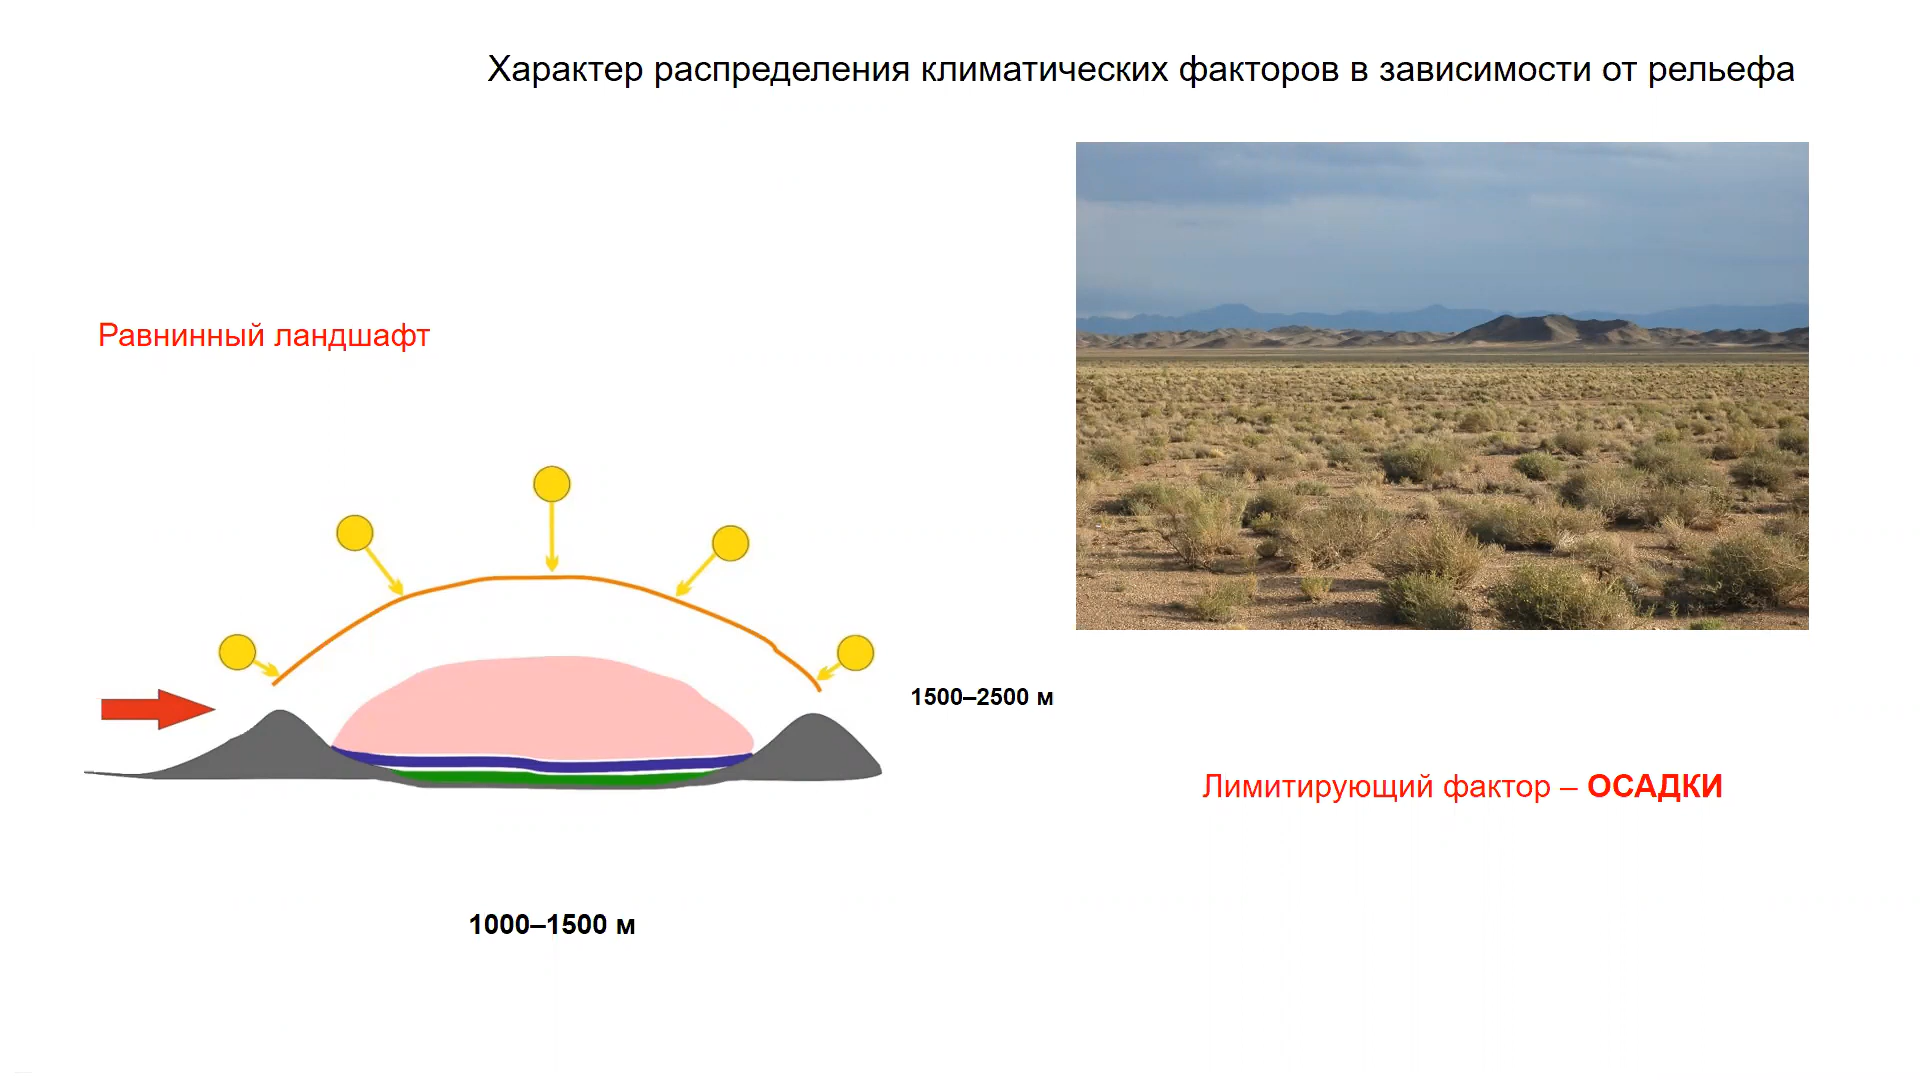 Характер распределения климатических факторов в зависимости от рельефа
Равнинный ландшафт
1500–2500 м
Лимитирующий фактор – ОСАДКИ
1000–1500 м